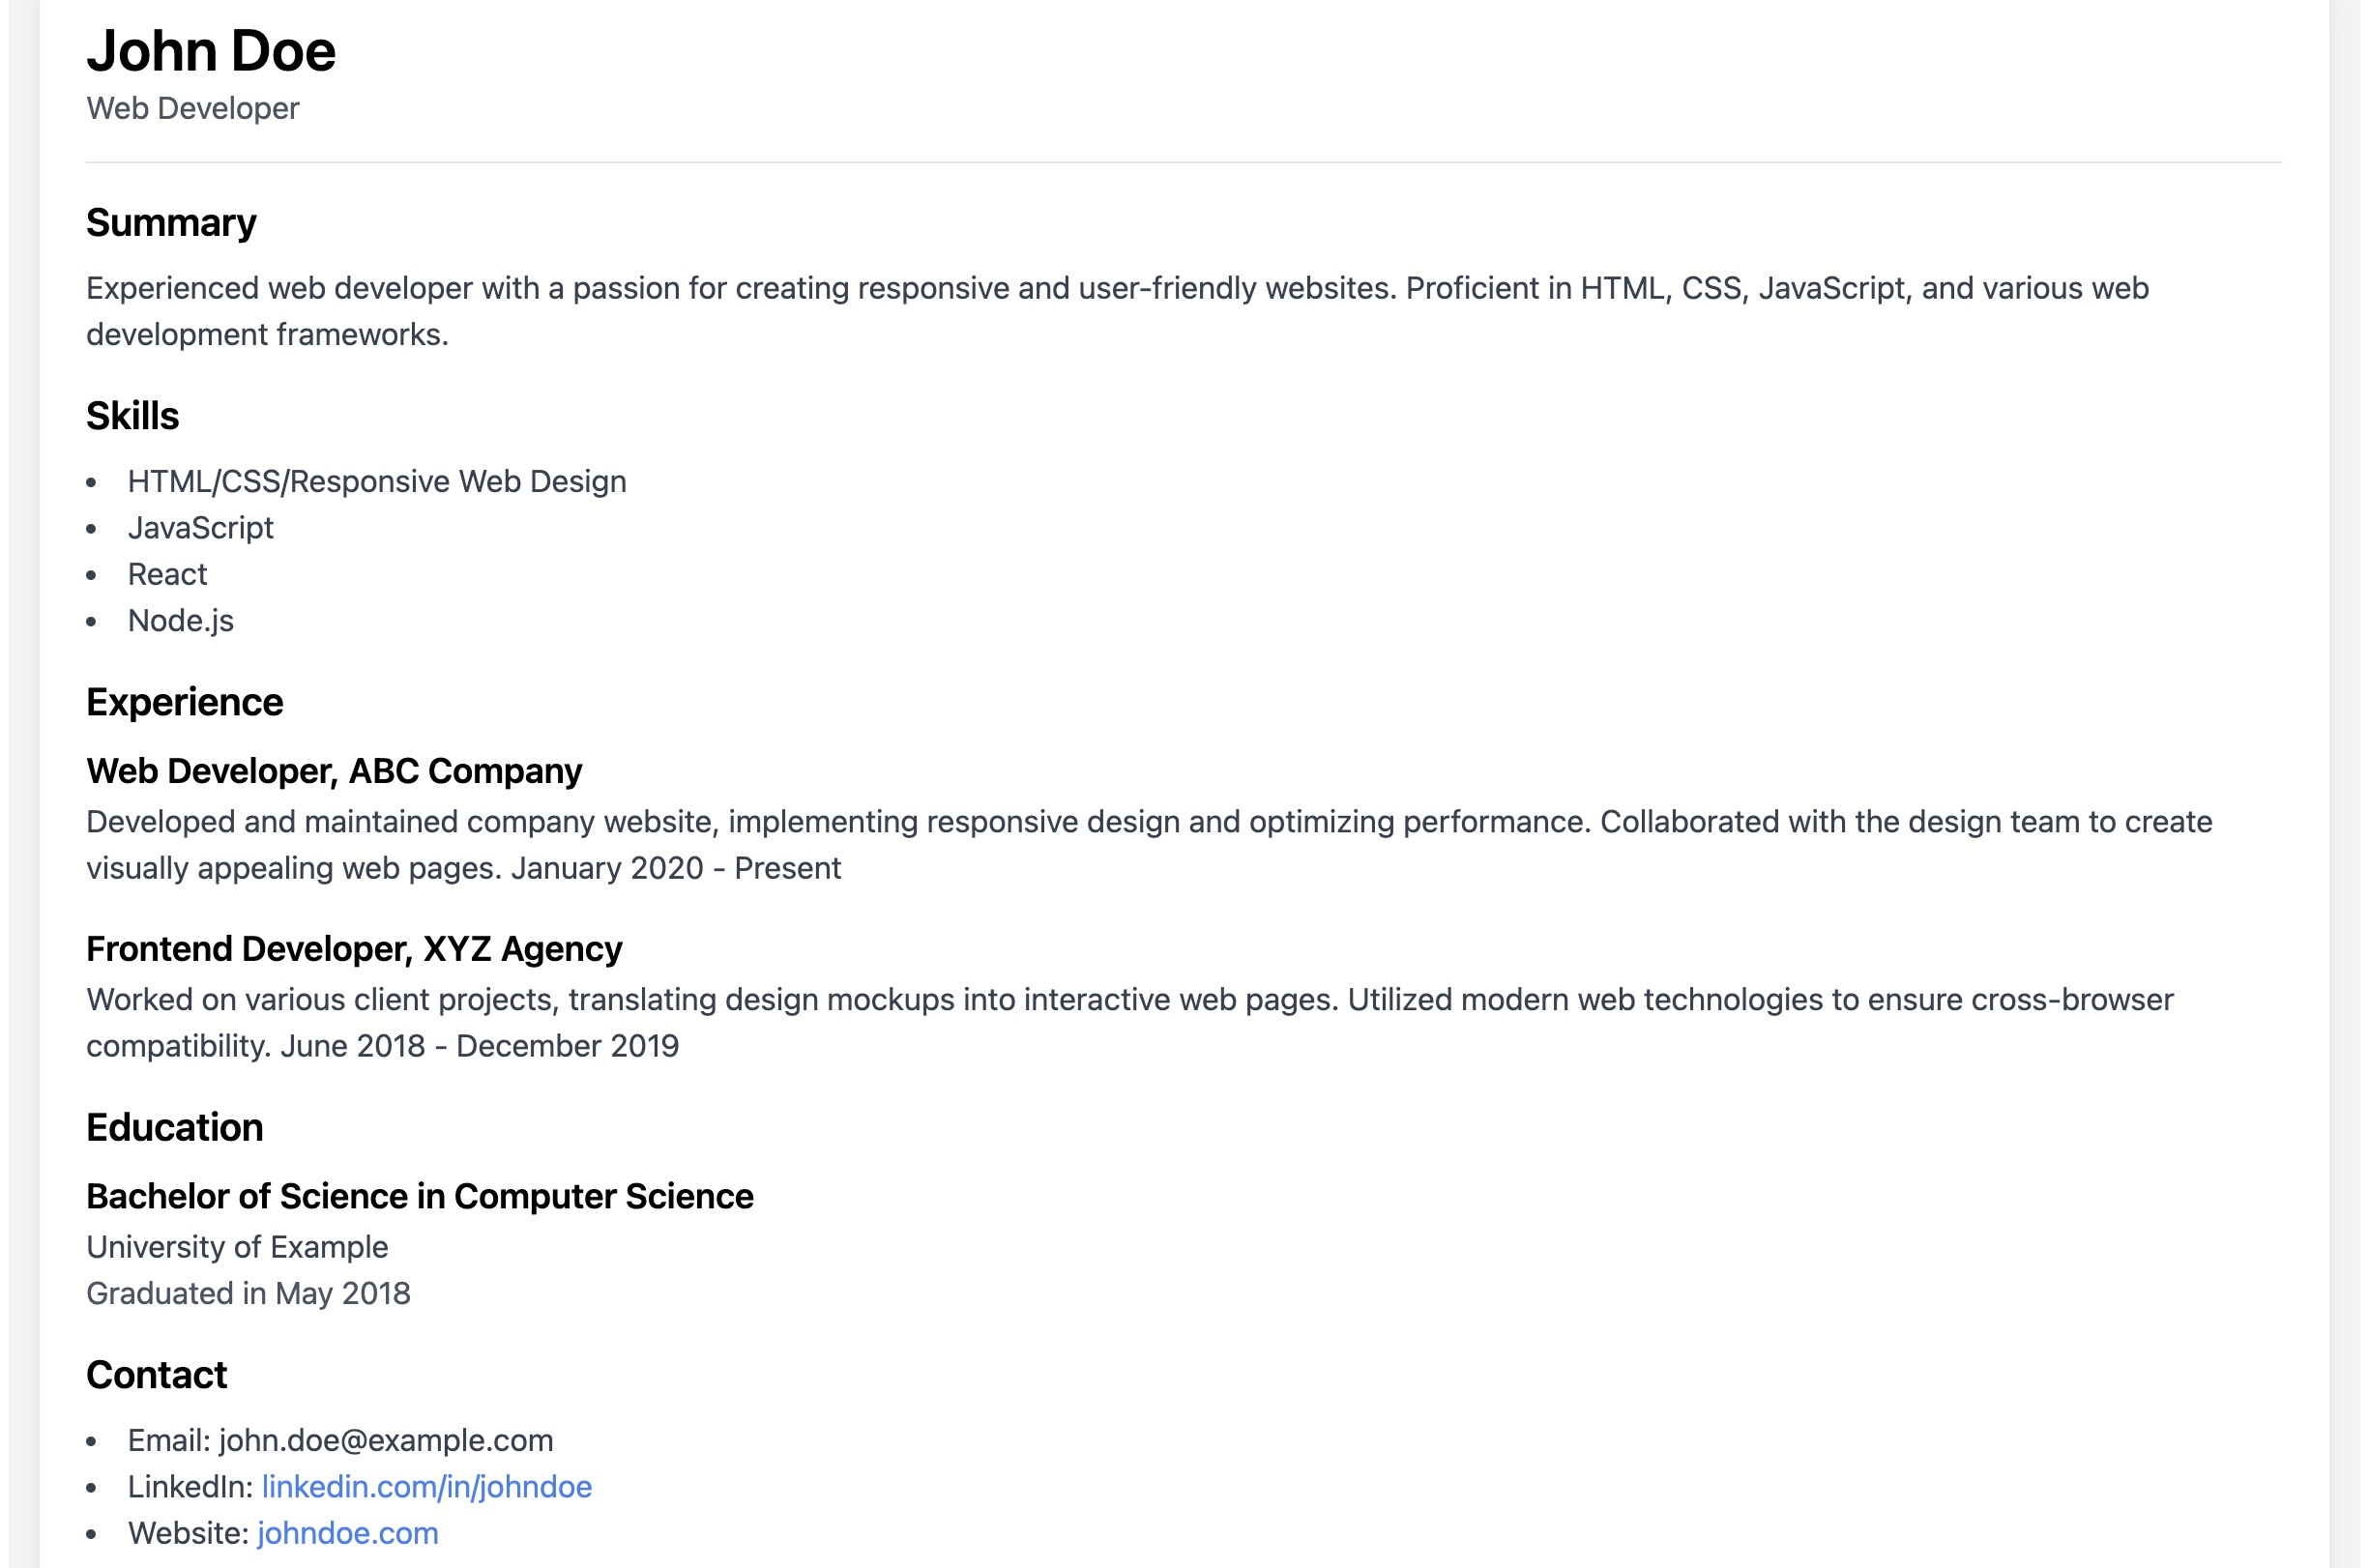 John Doe
Web Developer
Summary
Experienced web developer with a passion for creating responsive and user-friendly websites. Proficient in HTML, CSS, JavaScript, and various web
development frameworks.
Skills
• HTML/CSS/Responsive Web Design
• JavaScript
• React
• Node.js
Experience
Web Developer, ABC Company
Developed and maintained company website, implementing responsive design and optimizing performance. Collaborated with the design team to create
visually appealing web pages. January 2020 - Present
Frontend Developer, XYZ Agency
Worked on various client projects, translating design mockups into interactive web pages. Utilized modern web technologies to ensure cross-browser
compatibility. June 2018 - December 2019
Education
Bachelor of Science in Computer Science
University of Example
Graduated in May 2018
Contact
• Email: john.doe@example.com
• LinkedIn: linkedin.com/in/johndoe
• Website: johndoe.com